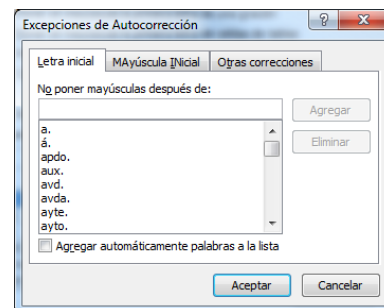 Excepciones de Autocorrección
Letra inicial MAyúscula INicial Otras correcciones
No poner mayúsculas después de:
Agregar
Eliminar
a.
á.
apdo.
aux.
avd.
avda.
ayte.
ayto.
Agregar automáticamente palabras a la lista
Aceptar Cancelar